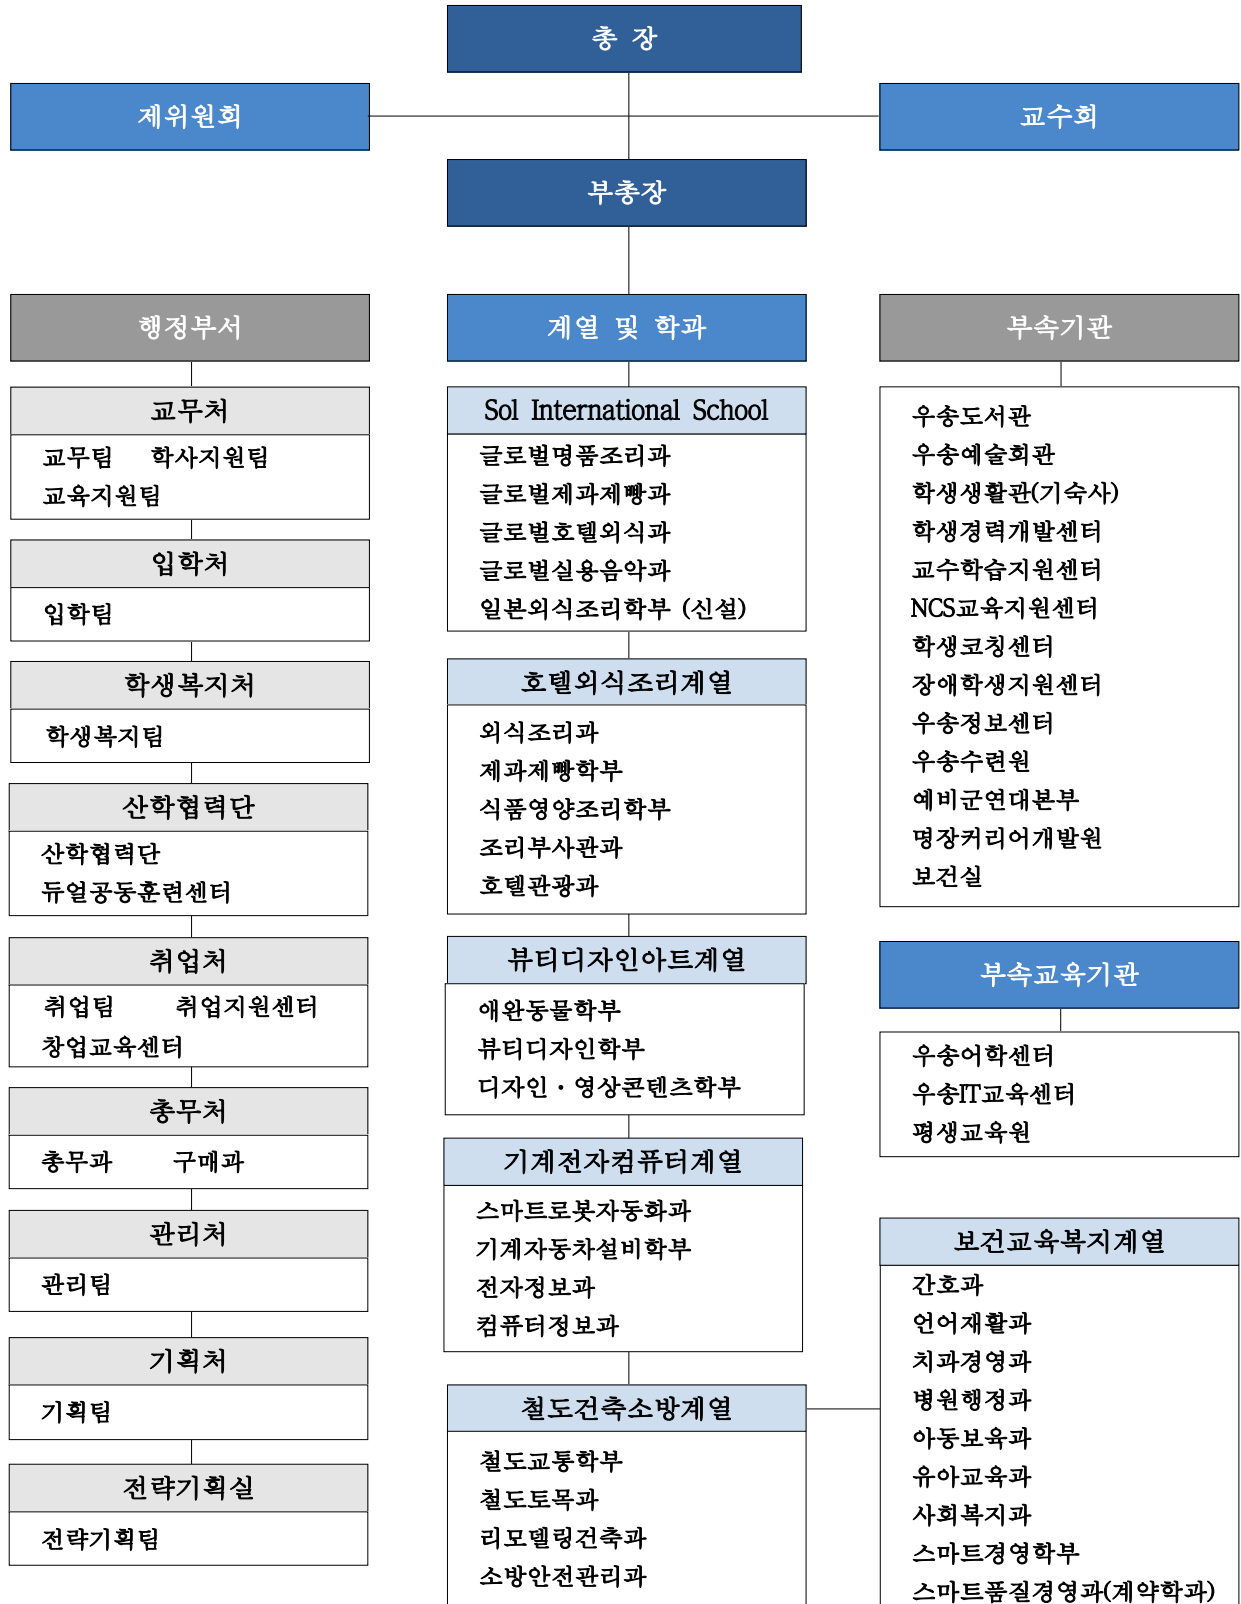 총 장
제위원회
교수회
부총장
행정부서
교무처
교무팀 학사지원팀
교육지원팀
입학처
입학팀
학생복지처
학생복지팀
산학협력단
산학협력단
듀얼공동훈련센터
취업처
취업팀 취업지원센터
창업교육센터
총무처
총무과 구매과
관리처
관리팀
기획처
기획팀
전략기획실
전략기획팀
계열 및 학과
Sol International School
글로벌명품조리과
글로벌제과제빵과
글로벌호텔외식과
글로벌실용음악과
일본외식조리학부 (신설)
호텔외식조리계열
외식조리과
제과제빵학부
식품영양조리학부
조리부사관과
호텔관광과
뷰티디자인아트계열
애완동물학부
뷰티디자인학부
디자인 · 영상콘텐츠학부
기계전자컴퓨터계열
스마트로봇자동화과
기계자동차설비학부
전자정보과
컴퓨터정보과
철도건축소방계열
철도교통학부
철도토목과
리모델링건축과
소방안전관리과
부속기관
우송도서관
우송예술회관
학생생활관(기숙사)
학생경력개발센터
교수학습지원센터
NCS교육지원센터
학생코칭센터
장애학생지원센터
우송정보센터
우송수련원
예비군연대본부
명장커리어개발원
보건실
부속교육기관
우송어학센터
우송IT교육센터
평생교육원
보건교육복지계열
간호과
언어재활과
치과경영과
병원행정과
아동보육과
유아교육과
사회복지과
스마트경영학부
스마트품질경영과(계약학과)